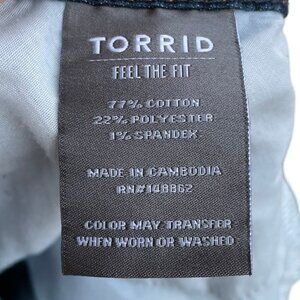 TORRID
FEEL THE FIT
77% COTTON
22% POLYESTER
1% SPANDEX
MADE IN CAMBODIA
RN#148862
COLOR MAY TRANSFER
WHEN WORN OR WASHED